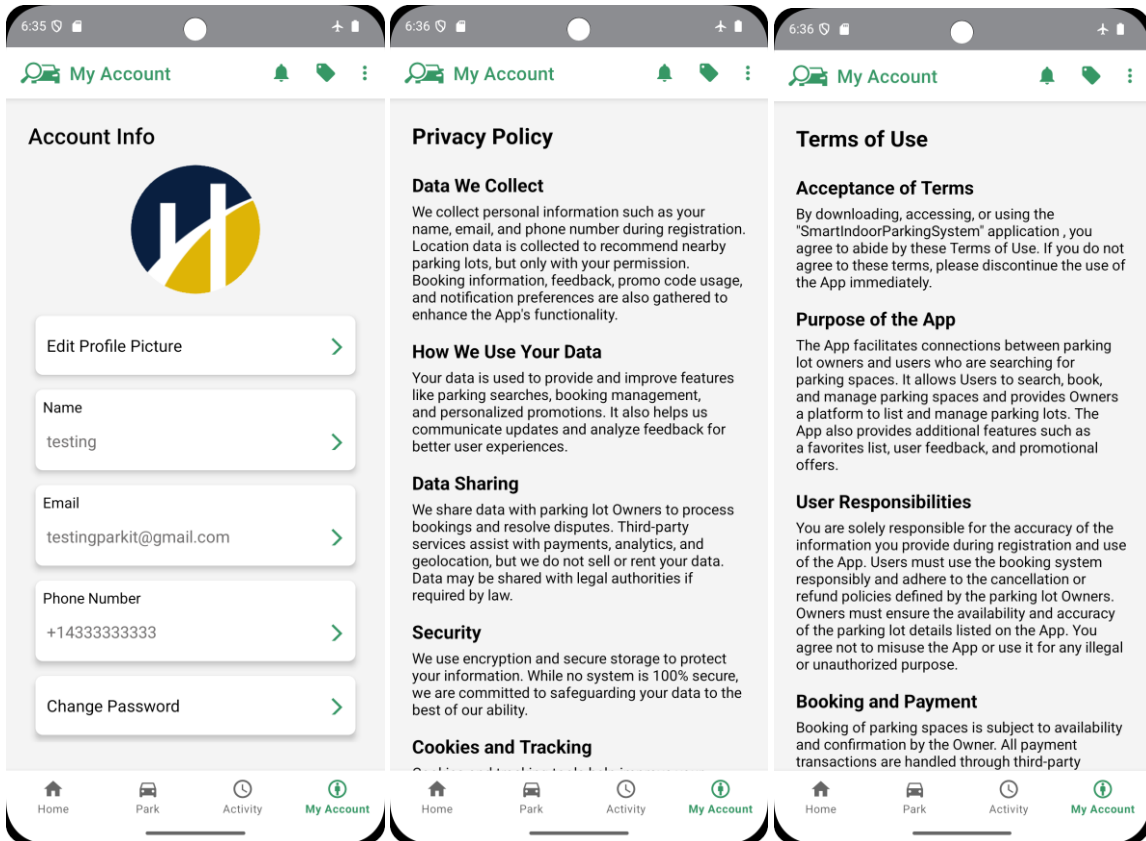 6:35
My Account
Account Info
Edit Profile Picture
Name
testing
Email
testingparkit@gmail.com
Phone Number
+14333333333
Change Password
Home
Park
Activity
My Account
6:36
My Account
Privacy Policy
Data We Collect
We collect personal information such as your
name, email, and phone number during registration.
Location data is collected to recommend nearby
parking lots, but only with your permission.
Booking information, feedback, promo code usage,
and notification preferences are also gathered to
enhance the App's functionality.
How We Use Your Data
Your data is used to provide and improve features
like parking searches, booking management,
and personalized promotions. It also helps us
communicate updates and analyze feedback for
better user experiences.
Data Sharing
We share data with parking lot Owners to process
bookings and resolve disputes. Third-party
services assist with payments, analytics, and
geolocation, but we do not sell or rent your data.
Data may be shared with legal authorities if
required by law.
Security
We use encryption and secure storage to protect
your information. While no system is 100% secure,
we are committed to safeguarding your data to the
best of our ability.
Cookies and Tracking
Home
Park
Activity
My Account
6:36
My Account
Terms of Use
Acceptance of Terms
By downloading, accessing, or using the
"SmartIndoorParkingSystem" application , you
agree to abide by these Terms of Use. If you do not
agree to these terms, please discontinue the use of
the App immediately.
Purpose of the App
The App facilitates connections between parking
lot owners and users who are searching for
parking spaces. It allows Users to search, book,
and manage parking spaces and provides Owners
a platform to list and manage parking lots. The
App also provides additional features such as
a favorites list, user feedback, and promotional
offers.
User Responsibilities
You are solely responsible for the accuracy of the
information you provide during registration and use
of the App. Users must use the booking system
responsibly and adhere to the cancellation or
refund policies defined by the parking lot Owners.
Owners must ensure the availability and accuracy
of the parking lot details listed on the App. You
agree not to misuse the App or use it for any illegal
or unauthorized purpose.
Booking and Payment
Booking of parking spaces is subject to availability
and confirmation by the Owner. All payment
transactions are handled through third-party
Home
Park
Activity
My Account